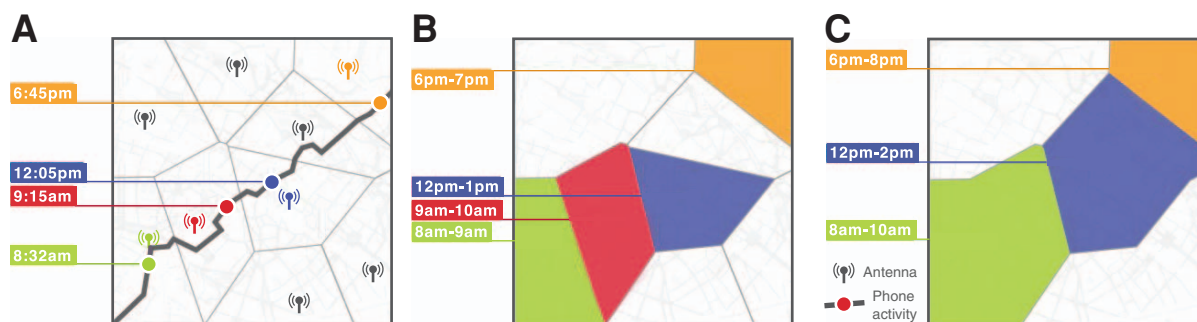 A
6:45pm
12:05pm
9:15am
8:32am
B
6pm-7pm
12pm-1pm
9am-10am
8am-9am
C
6pm-8pm
12pm-2pm
8am-10am
Antenna
Phone
activity